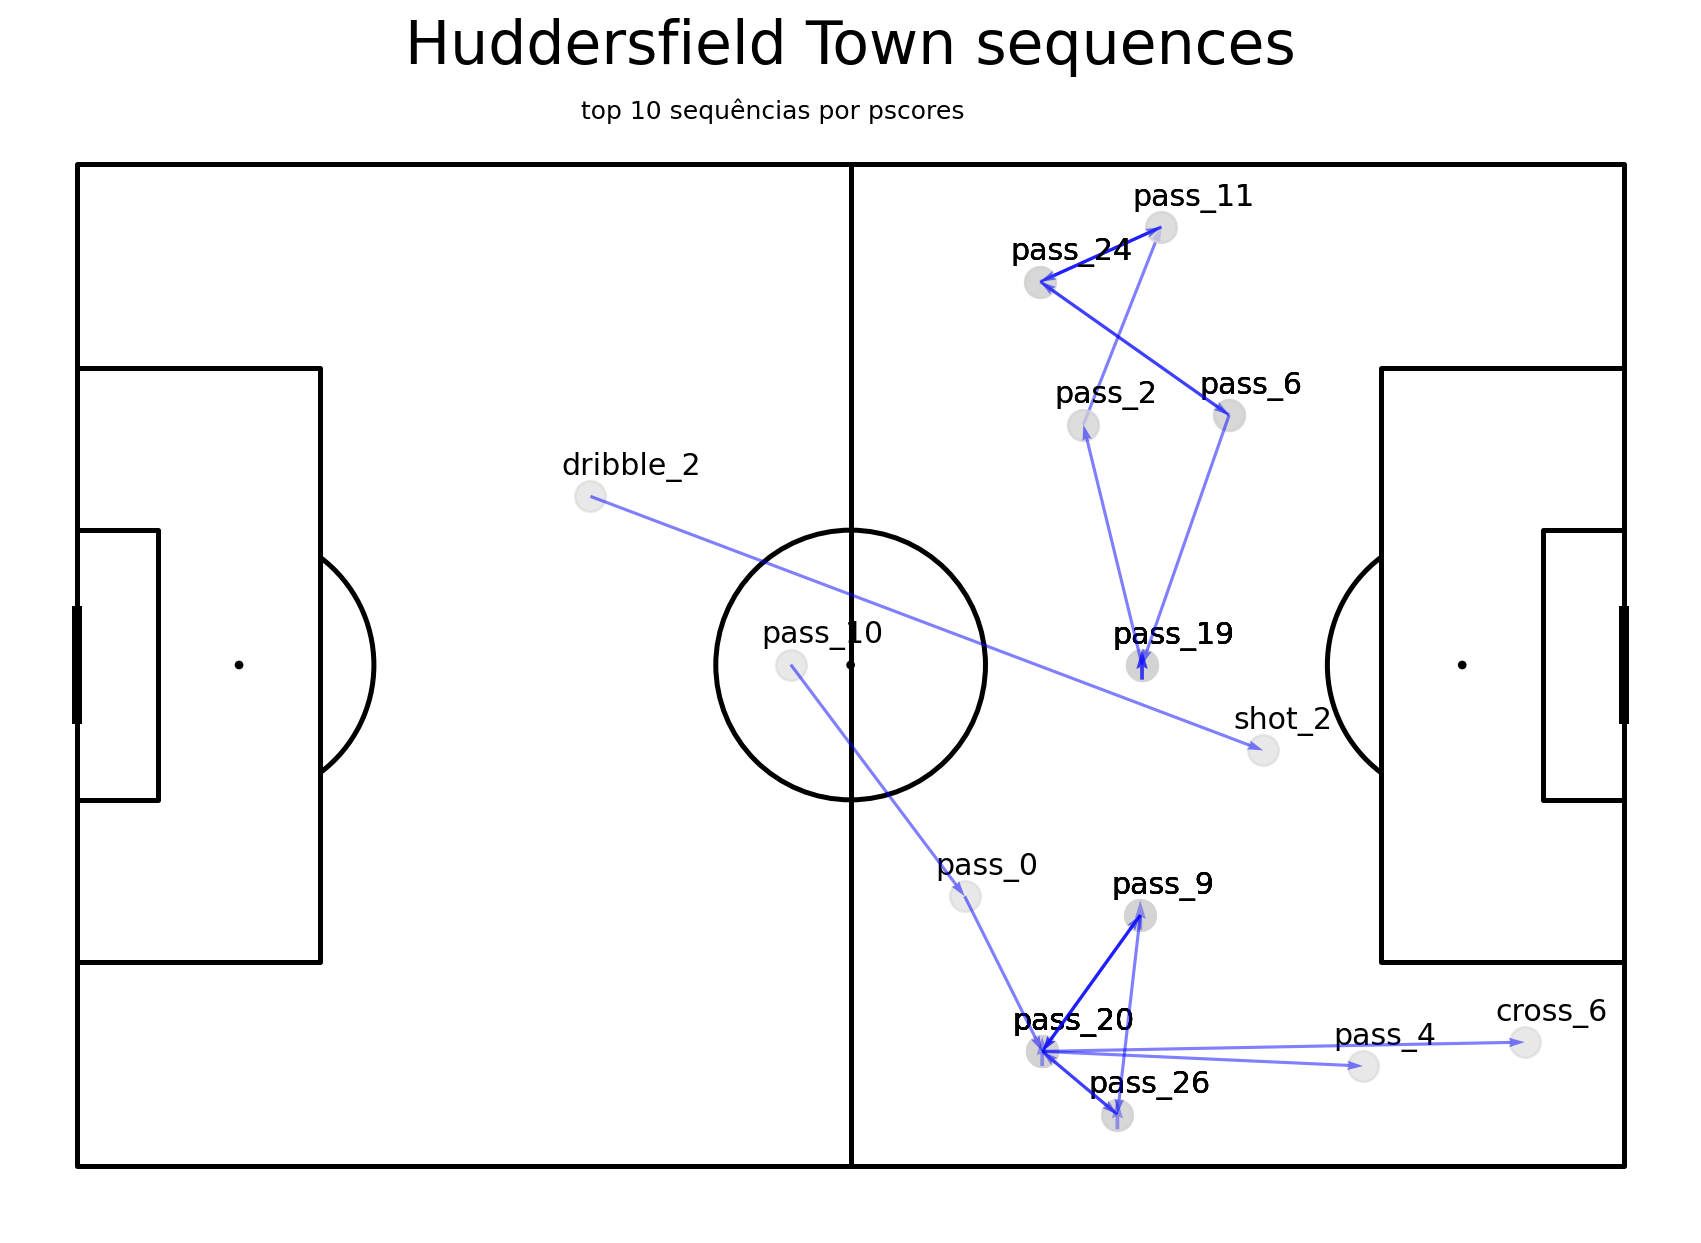 Huddersfield Town sequences
top 10 sequências por pscores
pass_11
pass_24
pass_6
pass_2
dribble_2
pass_10
pass_19
shot_2
pass_0
pass_9
cross_6
pass_20
pass_4
pass_26